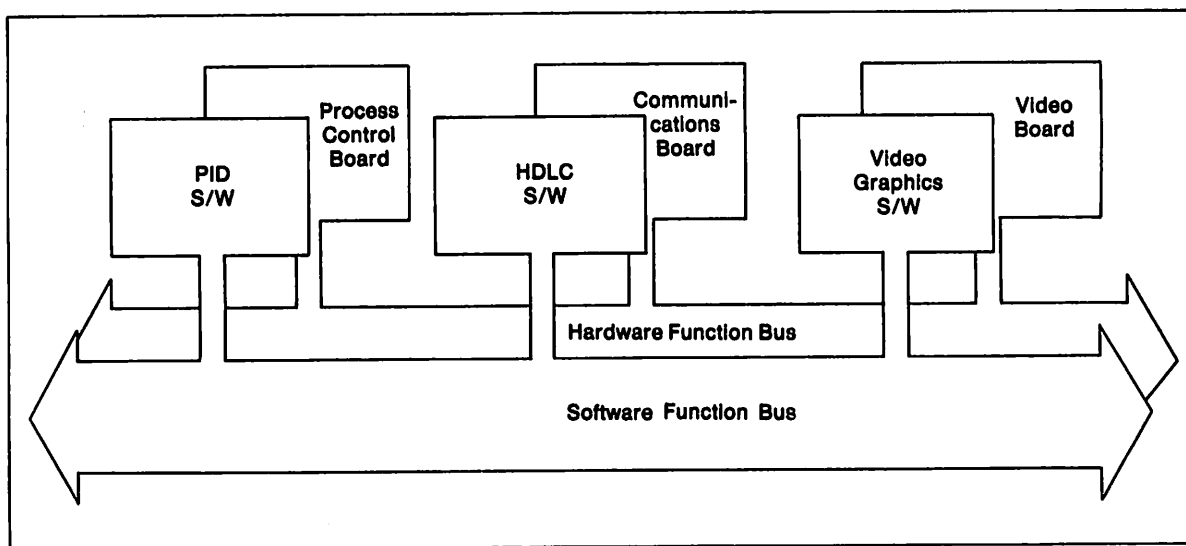 Process
Control
Board
PID
S/W
Communi-
cations
Board
HDLC
S/W
Video
Board
Video
Graphics
S/W
Hardware Function Bus
Software Function Bus